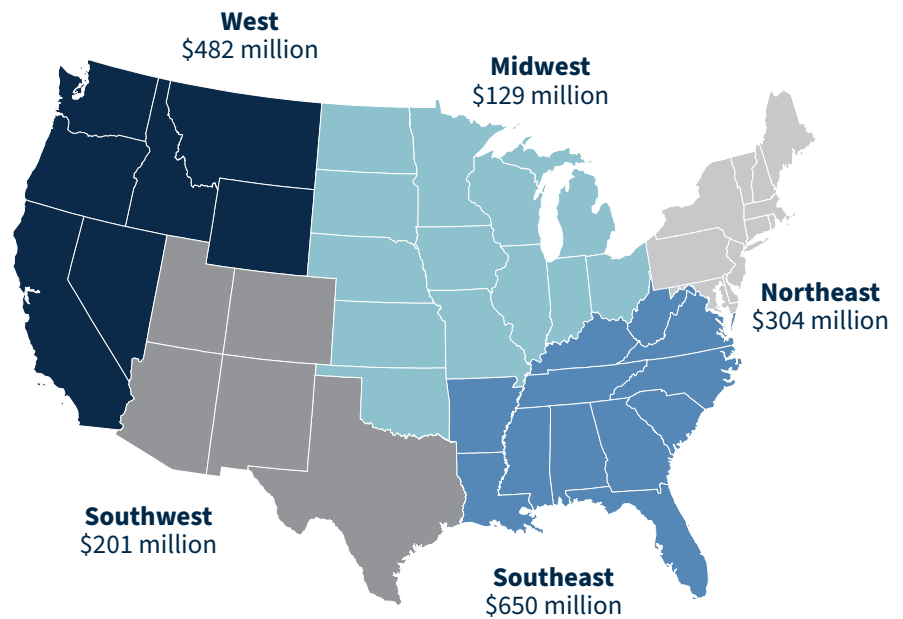 West
$482 million
Midwest
$129 million
Northeast
$304 million
Southwest
$201 million
Southeast
$650 million